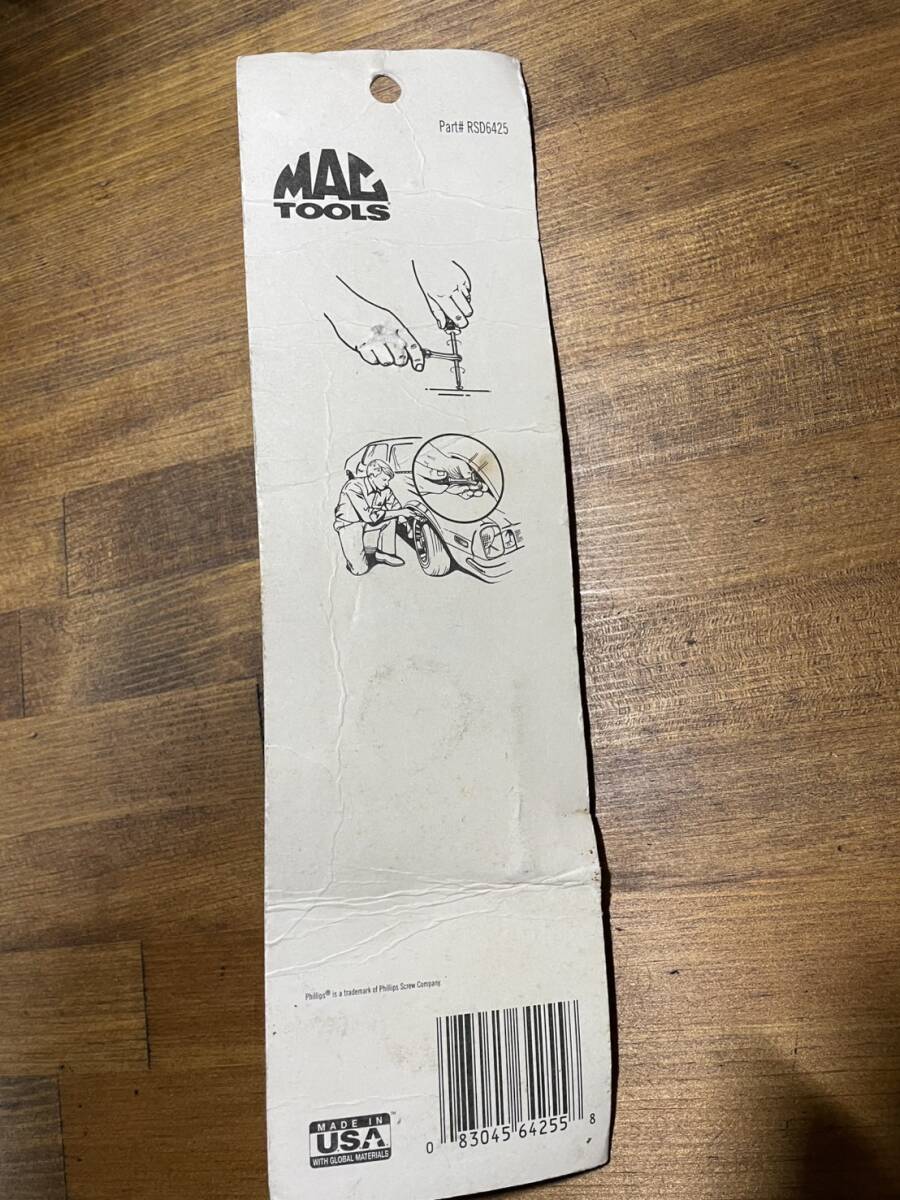 Part# RSD6425
MAC
TOOLS
Phillips® is a trademark of Phillips Screw Company
MADE IN
USA™
WITH GLOBAL MATERIALS
0 83045 64255 8